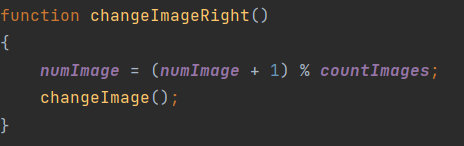 function changeImageRight()
{
    numImage = (numImage + 1) % countImages;
    changeImage();
}